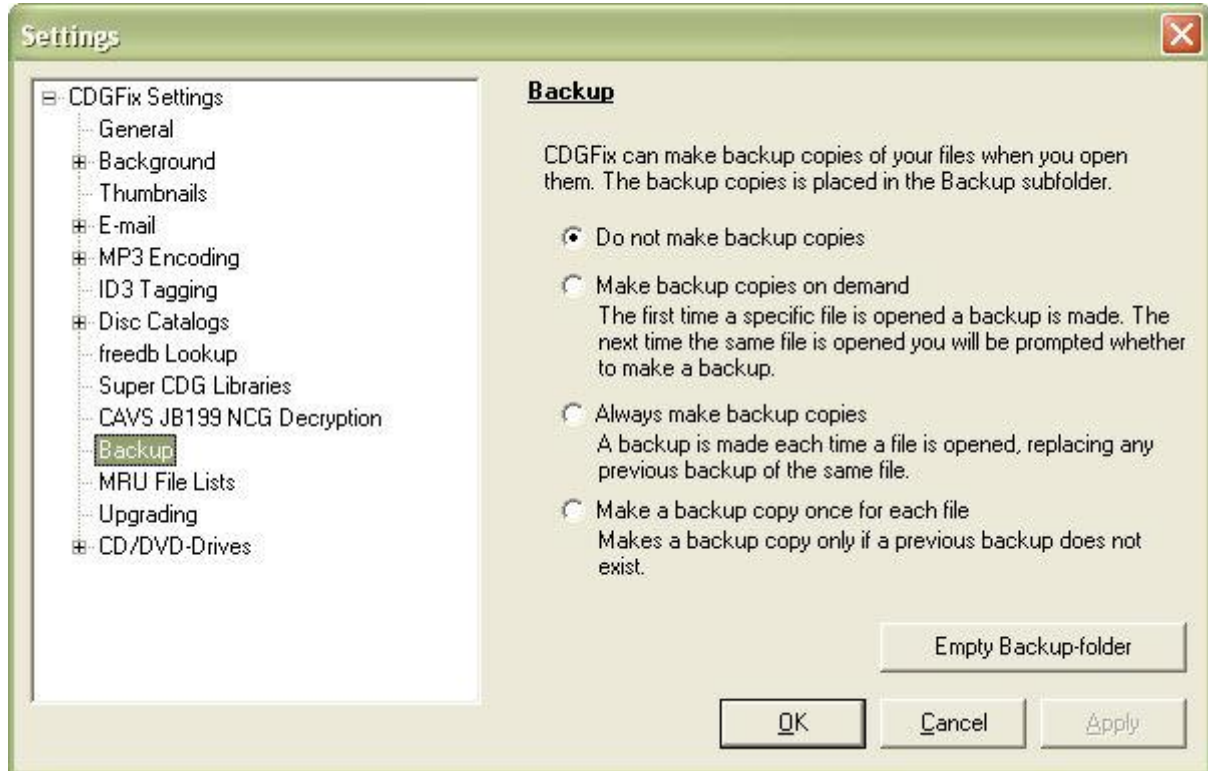 Settings
CDGFix Settings
General
Background
Thumbnails
E-mail
MP3 Encoding
ID3 Tagging
Disc Catalogs
freedb Lookup
Super CDG Libraries
CAVS JB199 NCG Decryption
Backup
MRU File Lists
Upgrading
CD/DVD-Drives
Backup
CDGFix can make backup copies of your files when you open
them. The backup copies is placed in the Backup subfolder.
Do not make backup copies
Make backup copies on demand
The first time a specific file is opened a backup is made. The
next time the same file is opened you will be prompted whether
to make a backup.
Always make backup copies
A backup is made each time a file is opened, replacing any
previous backup of the same file.
Make a backup copy once for each file
Makes a backup copy only if a previous backup does not
exist.
Empty Backup-folder
OK
Cancel
Apply